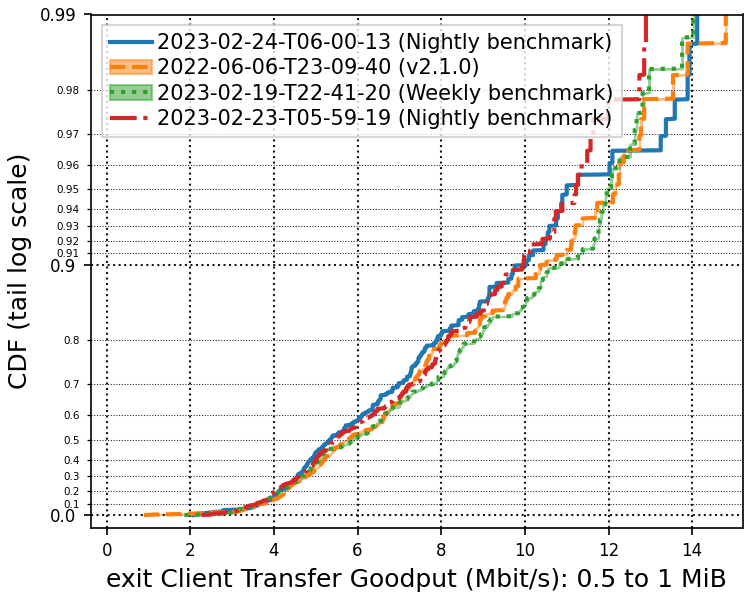 0.99
0.98
0.97
0.96
0.95
0.94
0.93
0.92
0.91
0.9
0.8
0.7
0.6
0.5
0.4
0.3
0.2
0.1
0.0
CDF (tail log scale)
2023-02-24-T06-00-13 (Nightly benchmark)
2022-06-06-T23-09-40 (v2.1.0)
2023-02-19-T22-41-20 (Weekly benchmark)
2023-02-23-T05-59-19 (Nightly benchmark)
0 2 4 6 8 10 12 14
exit Client Transfer Goodput (Mbit/s): 0.5 to 1 MiB